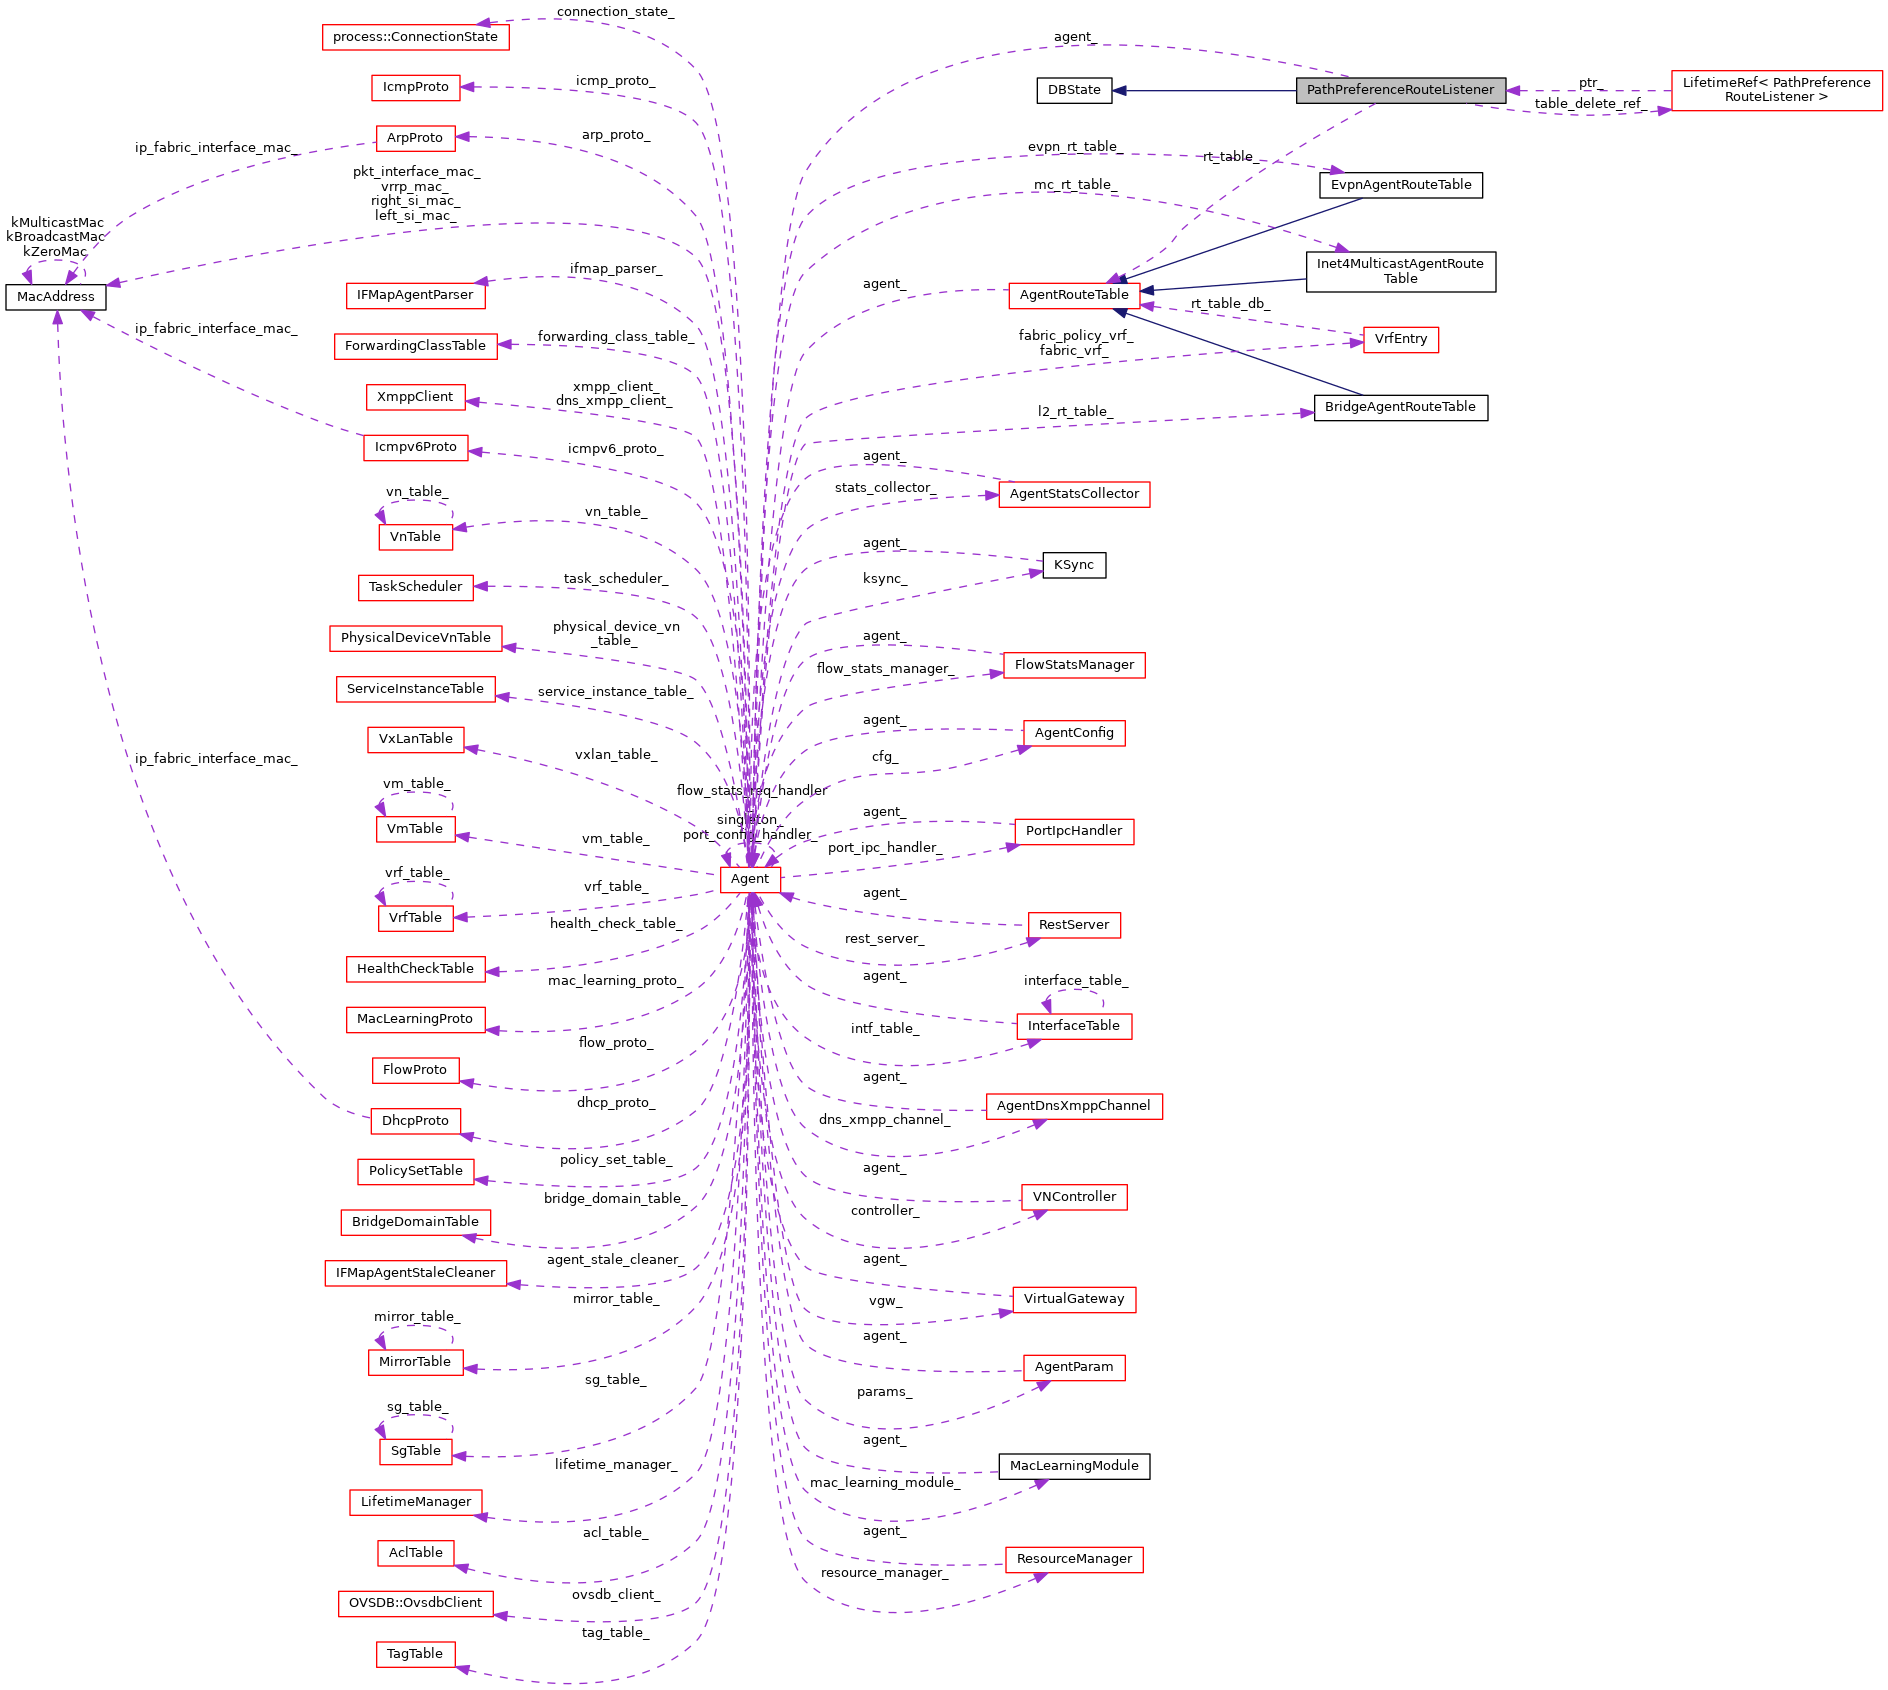 connection_state_
process::ConnectionState
agent_
icmp_proto_
IcmpProto
DBState
PathPreferenceRouteListener
ptr_
table_delete_ref_
LifetimeRef< PathPreference
RouteListener >
arp_proto_
ArpProto
ip_fabric_interface_mac_
evpn_rt_table_
rt_table_
pkt_interface_mac_
vrrp_mac_
right_si_mac_
left_si_mac_
mc_rt_table_
EvpnAgentRouteTable
kMulticastMac
kBroadcastMac
kZeroMac
MacAddress
ifmap_parser_
IFMapAgentParser
agent_
AgentRouteTable
Inet4MulticastAgentRoute
Table
rt_table_db_
ip_fabric_interface_mac_
forwarding_class_table_
ForwardingClassTable
fabric_policy_vrf_
fabric_vrf_
VrfEntry
xmpp_client_
dns_xmpp_client_
XmppClient
l2_rt_table_
BridgeAgentRouteTable
icmpv6_proto_
Icmpv6Proto
agent_
stats_collector_
AgentStatsCollector
vn_table_
vn_table_
VnTable
agent_
ksync_
KSync
task_scheduler_
TaskScheduler
physical_device_vn
_table_
PhysicalDeviceVnTable
agent_
flow_stats_manager_
FlowStatsManager
service_instance_table_
ServiceInstanceTable
agent_
cfg_
AgentConfig
VxLanTable
vxlan_table_
ip_fabric_interface_mac_
vm_table_
VmTable
vm_table_
flow_stats_req_handler
_
singleton_
port_config_handler_
Agent
agent_
port_ipc_handler_
PortIpcHandler
vrf_table_
VrfTable
vrf_table_
agent_
rest_server_
RestServer
health_check_table_
HealthCheckTable
agent_
intf_table_
interface_table_
InterfaceTable
mac_learning_proto_
MacLearningProto
flow_proto_
FlowProto
agent_
dns_xmpp_channel_
AgentDnsXmppChannel
dhcp_proto_
DhcpProto
policy_set_table_
PolicySetTable
agent_
controller_
VNController
bridge_domain_table_
BridgeDomainTable
agent_stale_cleaner_
IFMapAgentStaleCleaner
agent_
vgw_
VirtualGateway
mirror_table_
mirror_table_
MirrorTable
agent_
params_
AgentParam
sg_table_
sg_table_
SgTable
agent_
mac_learning_module_
MacLearningModule
lifetime_manager_
LifetimeManager
acl_table_
AclTable
agent_
resource_manager_
ResourceManager
ovsdb_client_
OVSDB::OvsdbClient
tag_table_
TagTable